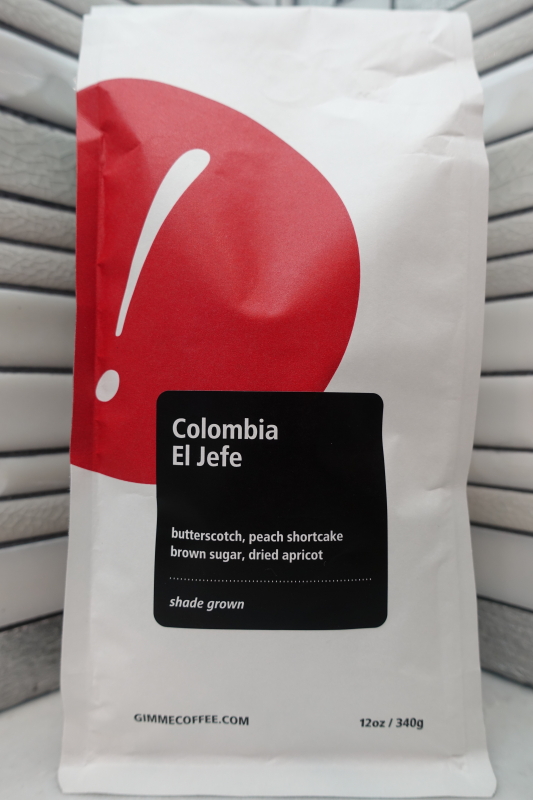 Colombia
El Jefe
butterscotch, peach shortcake
brown sugar, dried apricot
shade grown
GIMMECOFFEE.COM
12oz / 340g